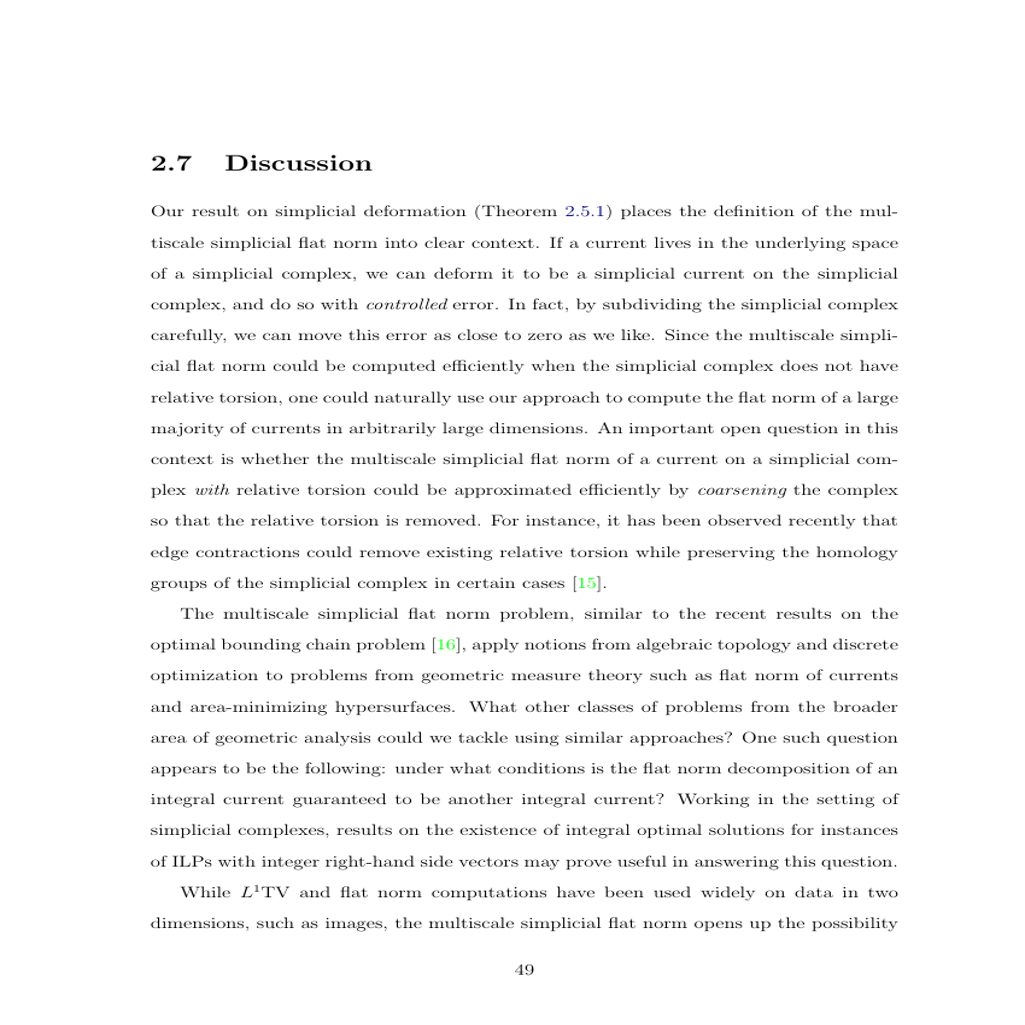 2.7 Discussion
Our result on simplicial deformation (Theorem 2.5.1) places the definition of the mul-
tiscale simplicial flat norm into clear context. If a current lives in the underlying space
of a simplicial complex, we can deform it to be a simplicial current on the simplicial
complex, and do so with controlled error. In fact, by subdividing the simplicial complex
carefully, we can move this error as close to zero as we like. Since the multiscale simpli-
cial flat norm could be computed efficiently when the simplicial complex does not have
relative torsion, one could naturally use our approach to compute the flat norm of a large
majority of currents in arbitrarily large dimensions. An important open question in this
context is whether the multiscale simplicial flat norm of a current on a simplicial com-
plex with relative torsion could be approximated efficiently by coarsening the complex
so that the relative torsion is removed. For instance, it has been observed recently that
edge contractions could remove existing relative torsion while preserving the homology
groups of the simplicial complex in certain cases [15].
The multiscale simplicial flat norm problem, similar to the recent results on the
optimal bounding chain problem [16], apply notions from algebraic topology and discrete
optimization to problems from geometric measure theory such as flat norm of currents
and area-minimizing hypersurfaces. What other classes of problems from the broader
area of geometric analysis could we tackle using similar approaches? One such question
appears to be the following: under what conditions is the flat norm decomposition of an
integral current guaranteed to be another integral current? Working in the setting of
simplicial complexes, results on the existence of integral optimal solutions for instances
of ILPs with integer right-hand side vectors may prove useful in answering this question.
While L¹TV and flat norm computations have been used widely on data in two
dimensions, such as images, the multiscale simplicial flat norm opens up the possibility
49